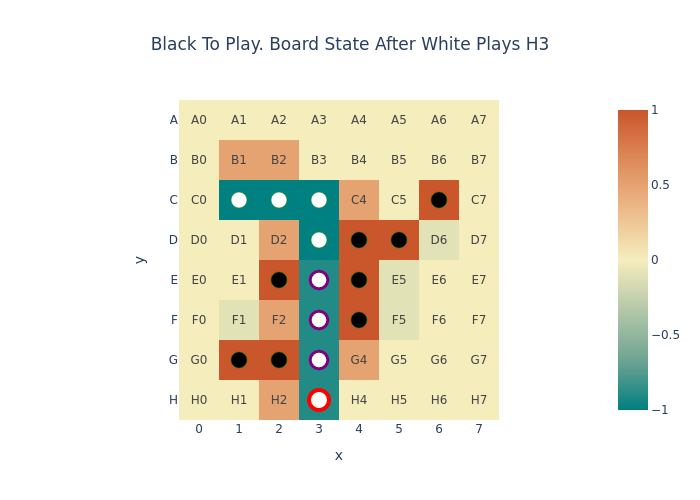 Black To Play. Board State After White Plays H3
A A0 A1 A2 A3 A4 A5 A6 A7
B B0 B1 B2 B3 B4 B5 B6 B7
C C0 C4 C5 C7
D D0 D1 D2 D6 D7
E E0 E1 E5 E6 E7
F F0 F1 F2 F5 F6 F7
G G0 G4 G5 G6 G7
H H0 H1 H2 H4 H5 H6 H7
0 1 2 3 4 5 6 7
x
y
1
0.5
0
−0.5
−1